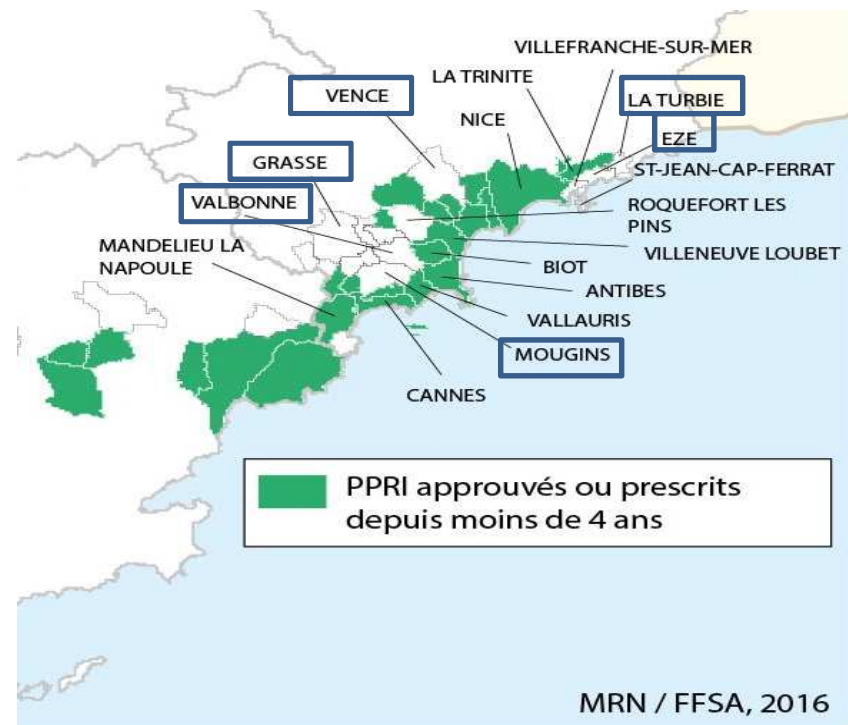 VILLEFRANCHE-SUR-MER
LA TRINITE
VENCE
LA TURBIE
NICE
EZE
GRASSE
ST-JEAN-CAP-FERRAT
VALBONNE
ROQUEFORT LES
PINS
MANDELIEU LA
NAPOULE
VILLENEUVE LOUBET
BIOT
ANTIBES
VALLAURIS
MOUGINS
CANNES
PPRI approuvés ou prescrits
depuis moins de 4 ans
MRN / FFSA, 2016